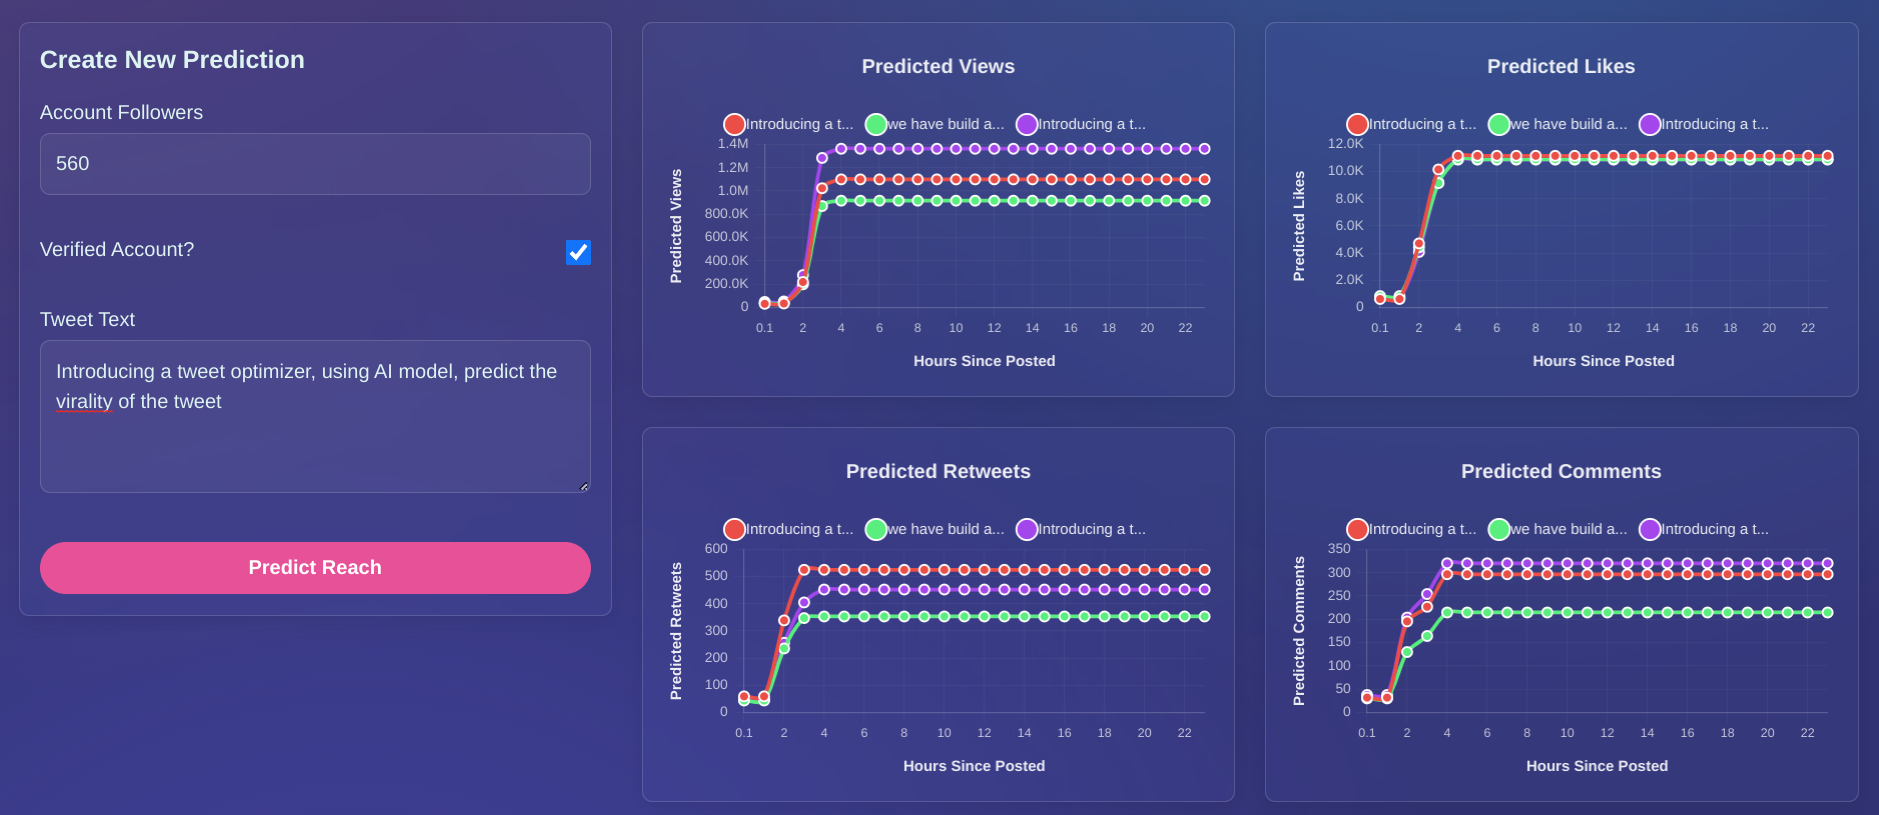 Create New Prediction
Account Followers
560
Verified Account?
Tweet Text
Introducing a tweet optimizer, using AI model, predict the
virality of the tweet
Predict Reach
Predicted Views
Introducing a t... we have build a... Introducing a t...
Predicted Views
1.4M
1.2M
1.0M
800.0K
600.0K
400.0K
200.0K
0
0.1 2 4 6 8 10 12 14 16 18 20 22
Hours Since Posted
Predicted Likes
Introducing a t... we have build a... Introducing a t...
Predicted Likes
12.0K
10.0K
8.0K
6.0K
4.0K
2.0K
0
0.1 2 4 6 8 10 12 14 16 18 20 22
Hours Since Posted
Predicted Retweets
Introducing a t... we have build a... Introducing a t...
Predicted Retweets
600
500
400
300
200
100
0
0.1 2 4 6 8 10 12 14 16 18 20 22
Hours Since Posted
Predicted Comments
Introducing a t... we have build a... Introducing a t...
Predicted Comments
350
300
250
200
150
100
50
0
0.1 2 4 6 8 10 12 14 16 18 20 22
Hours Since Posted